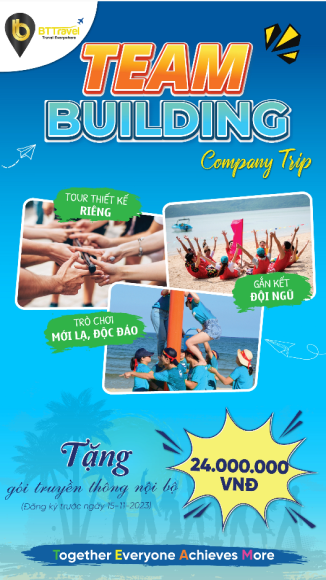 BTTravel
Travel Everywhere
TEAM
BUILDING
Company Trip
TOUR THIẾT KẾ
RIÊNG
GẮN KẾT
ĐỘI NGŨ
TRÒ CHƠI
MỚI LẠ, ĐỘC ĐÁO
Tặng
gói truyền thông nội bộ
(Đăng ký trước ngày 15-11-2023)
24.000.000
VNĐ
Together Everyone Achieves More